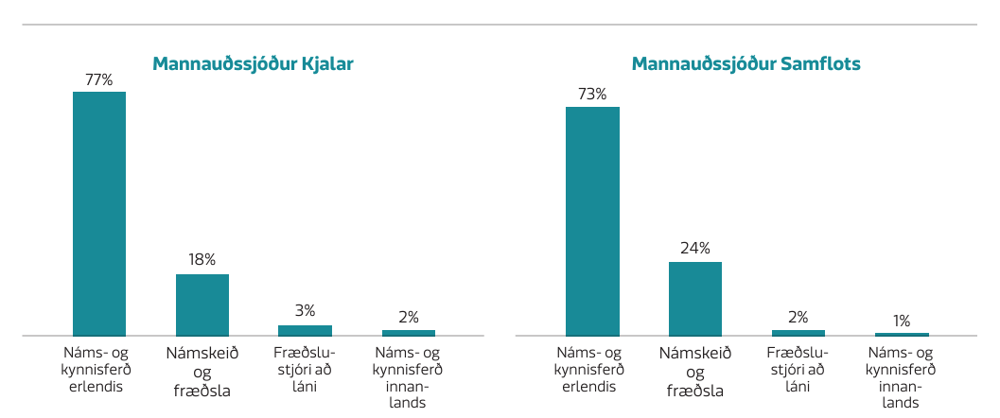 Mannauðssjóður Kjalar
77%
18%
3%
2%
Náms- og
kynnisferð
erlendis
Námskeið
og
fræðsla
Fræðslu-
stjóri að
láni
Náms- og
kynnisferð
innan-
lands
Mannauðssjóður Samflots
73%
24%
2%
1%
Náms- og
kynnisferð
erlendis
Námskeið
og
fræðsla
Fræðslu-
stjóri að
láni
Náms- og
kynnisferð
innan-
lands